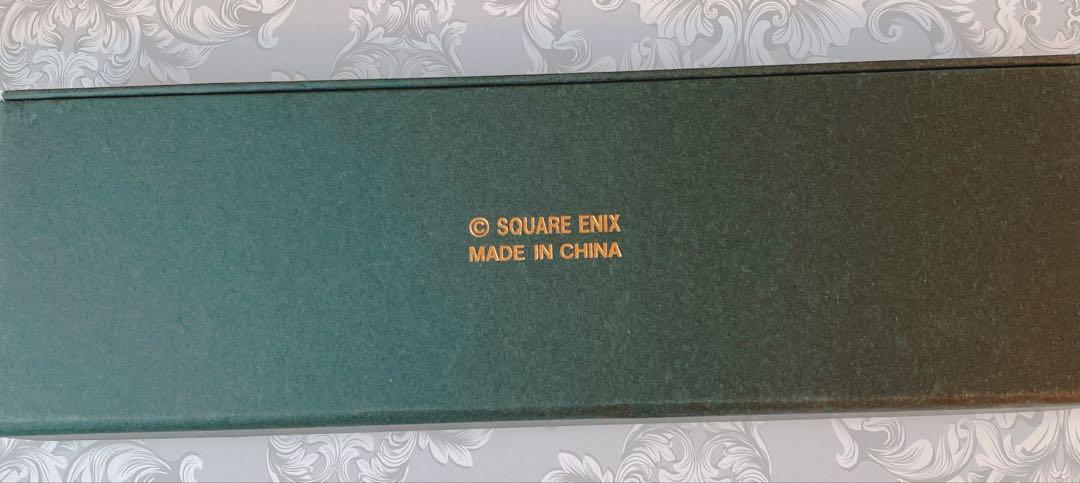 © SQUARE ENIX
MADE IN CHINA